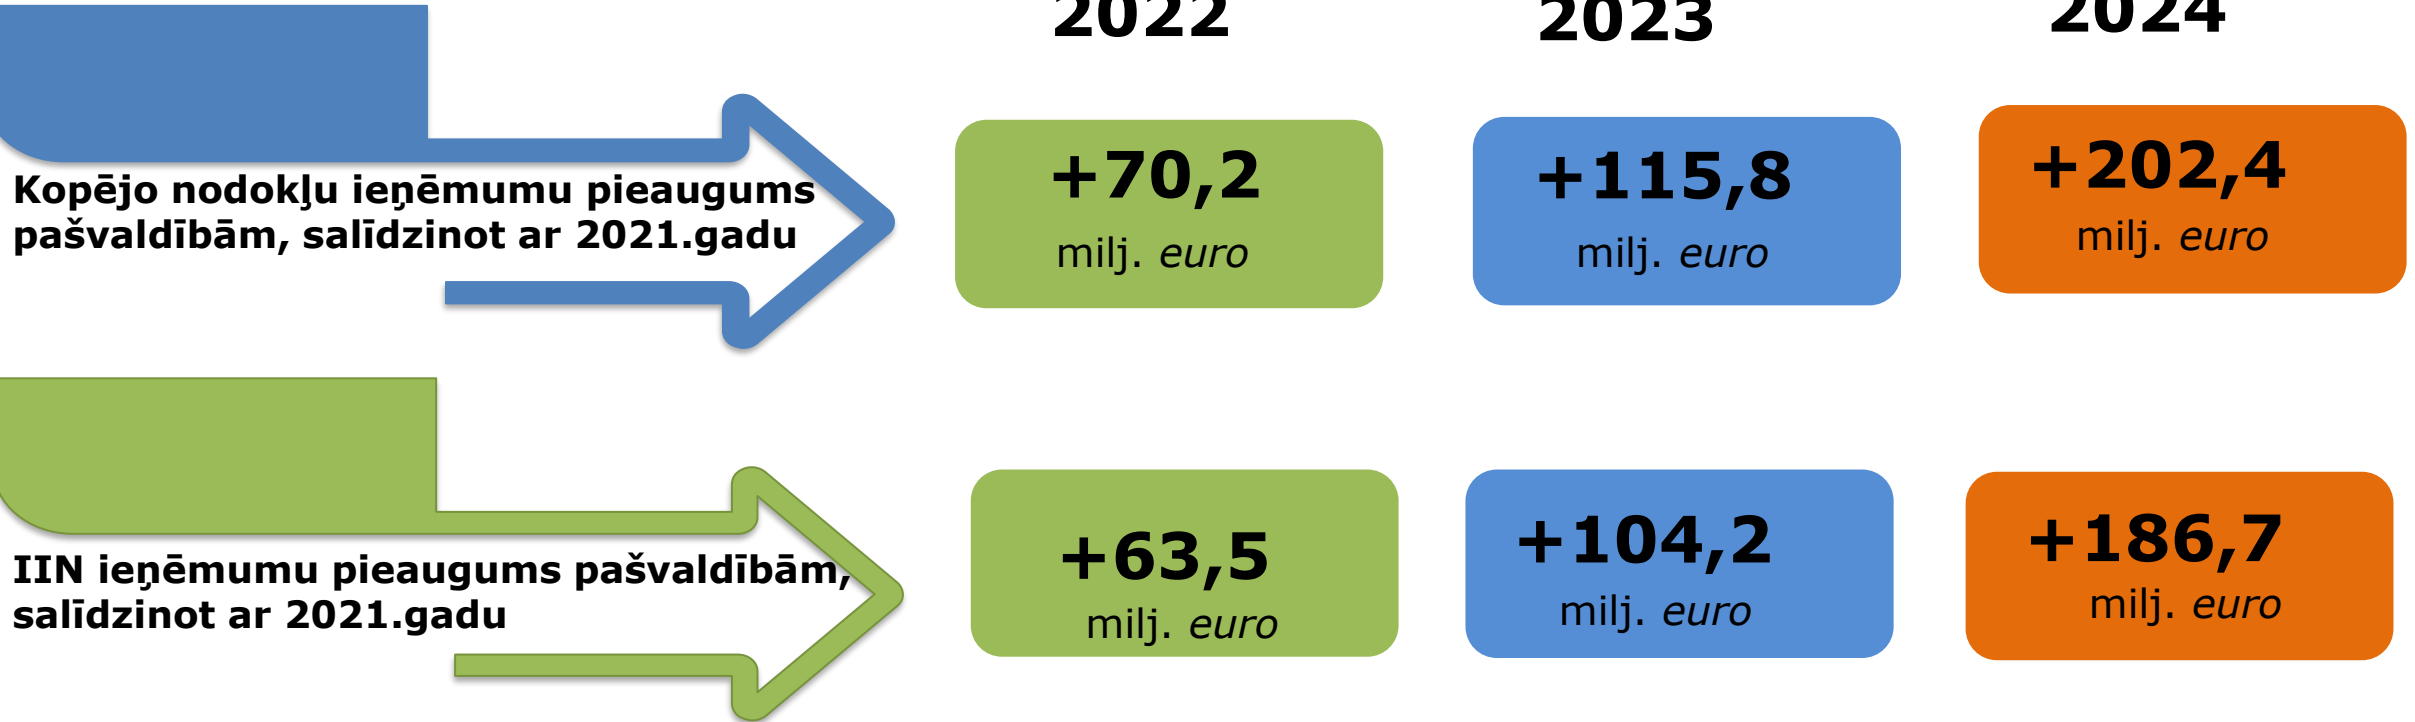 2022
2023
2024
Kopējo nodokļu ieņēmumu pieaugums
pašvaldībām, salīdzinot ar 2021.gadu
+70,2
milj. euro
+115,8
milj. euro
+202,4
milj. euro
IIN ieņēmumu pieaugums pašvaldībām,
salīdzinot ar 2021.gadu
+63,5
milj. euro
+104,2
milj. euro
+186,7
milj. euro